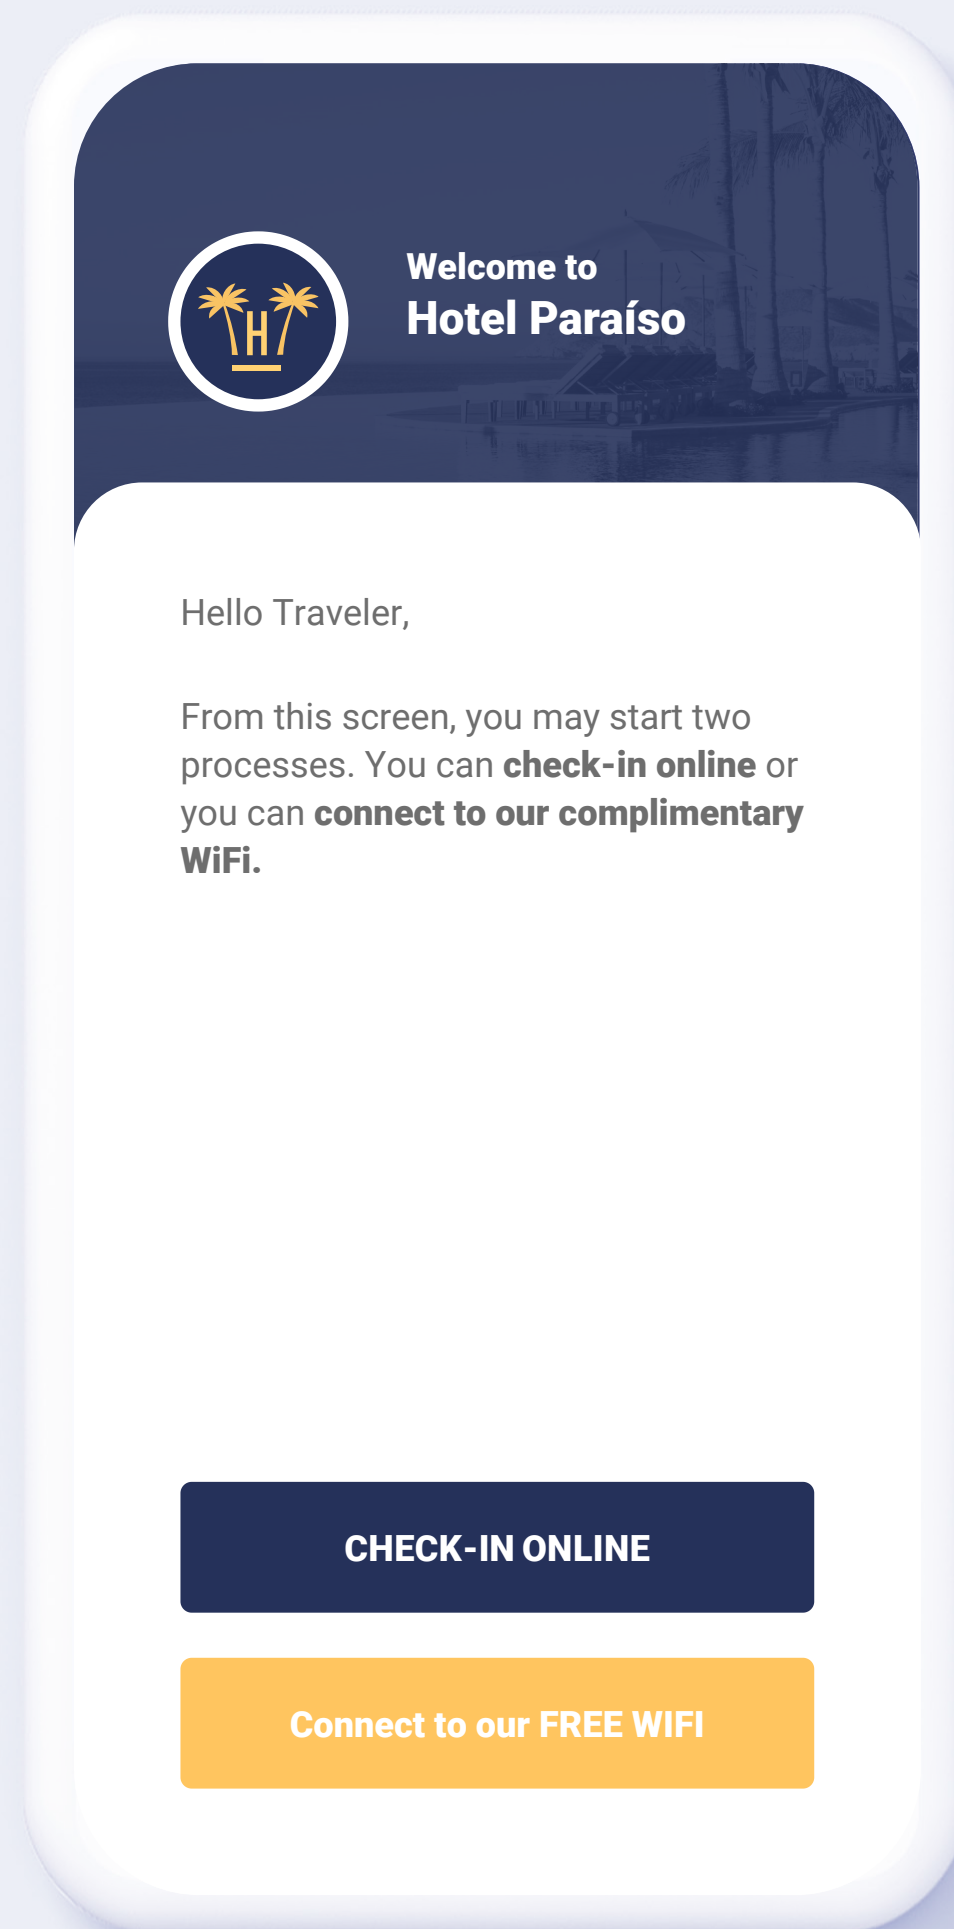 H
Welcome to
Hotel Paraíso
Hello Traveler,
From this screen, you may start two
processes. You can check-in online or
you can connect to our complimentary
WiFi.
CHECK-IN ONLINE
Connect to our FREE WIFI